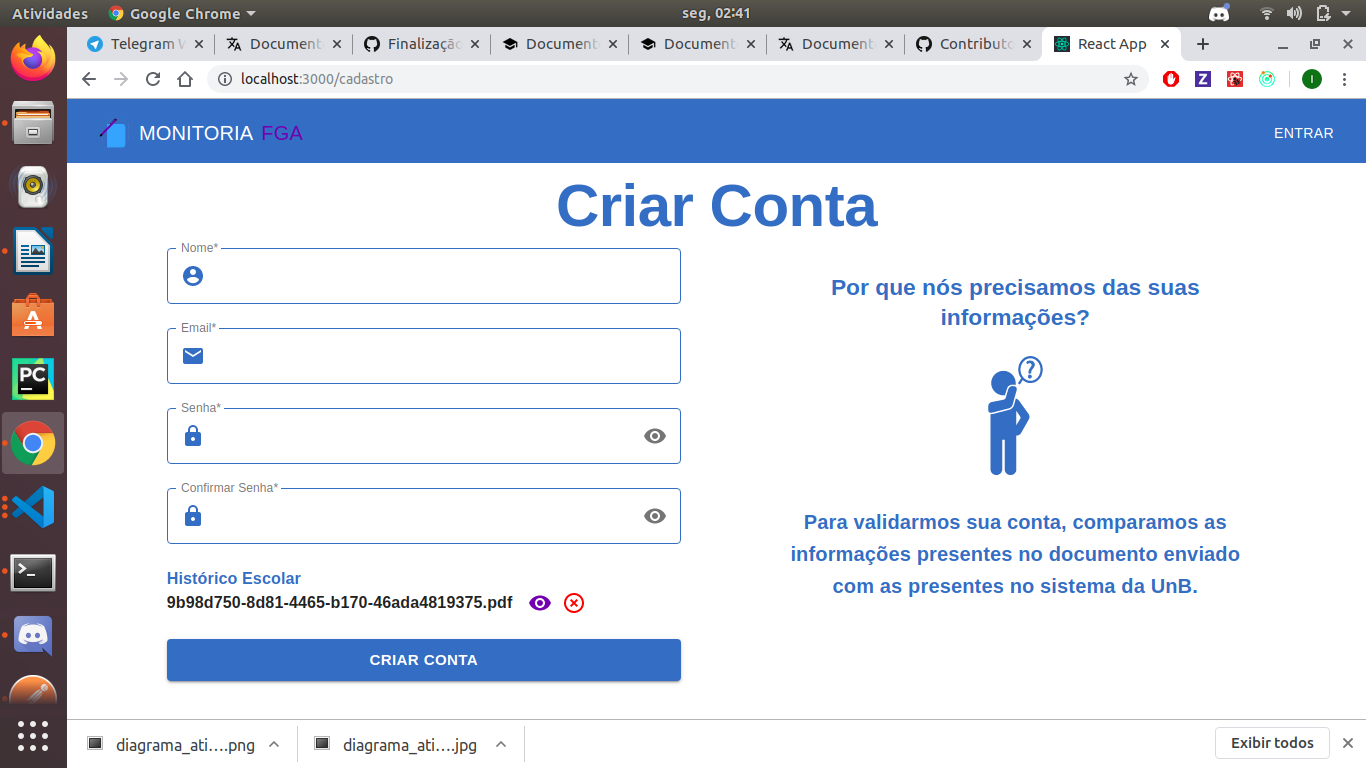 Atividades
Google Chrome
seg, 02:41
Telegram W
Document
Finalização
Document
Document
Document
Contributo
React App
localhost:3000/cadastro
Z
I
MONITORIA FGA
ENTRAR
Criar Conta
Nome*
Email*
Senha*
Confirmar Senha*
Histórico Escolar
9b98d750-8d81-4465-b170-46ada4819375.pdf
CRIAR CONTA
Por que nós precisamos das suas
informações?
?
Para validarmos sua conta, comparamos as
informações presentes no documento enviado
com as presentes no sistema da UnB.
PC
diagrama_ati....png
diagrama_ati....jpg
Exibir todos